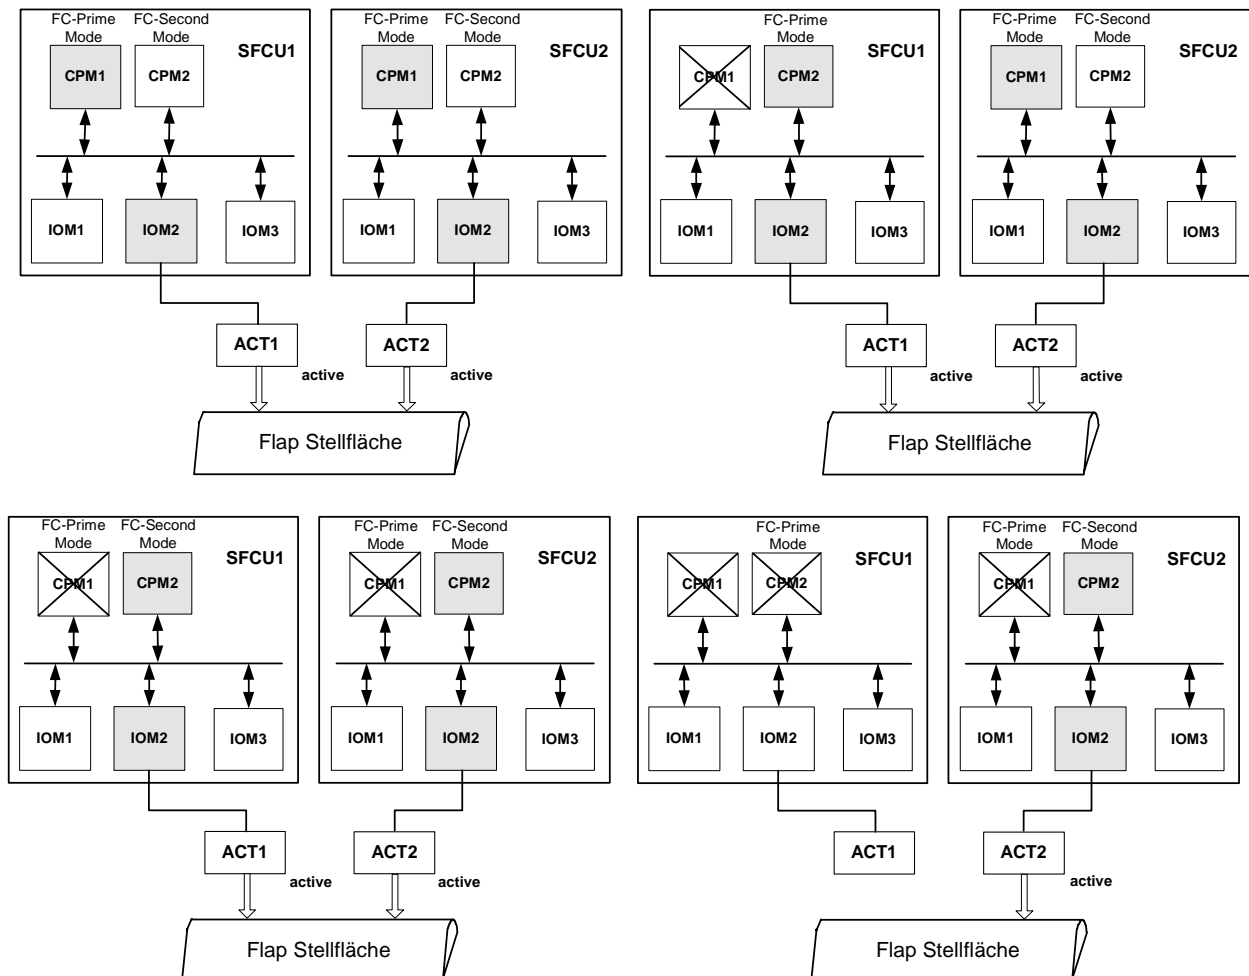 FC-Prime FC-Second
Mode Mode
SFCU1
CPM1 CPM2
IOM1 IOM2 IOM3
FC-Prime FC-Second
Mode Mode
SFCU2
CPM1 CPM2
IOM1 IOM2 IOM3
ACT1
active
ACT2
active
Flap Stellfläche
FC-Prime
Mode
SFCU1
CPM1 CPM2
IOM1 IOM2 IOM3
FC-Prime FC-Second
Mode Mode
SFCU2
CPM1 CPM2
IOM1 IOM2 IOM3
ACT1
active
ACT2
active
Flap Stellfläche
FC-Prime FC-Second
Mode Mode
SFCU1
CPM1 CPM2
IOM1 IOM2 IOM3
FC-Prime FC-Second
Mode Mode
SFCU2
CPM1 CPM2
IOM1 IOM2 IOM3
ACT1
active
ACT2
active
Flap Stellfläche
FC-Prime
Mode
SFCU1
CPM1 CPM2
IOM1 IOM2 IOM3
FC-Prime FC-Second
Mode Mode
SFCU2
CPM1 CPM2
IOM1 IOM2 IOM3
ACT1
ACT2
active
Flap Stellfläche